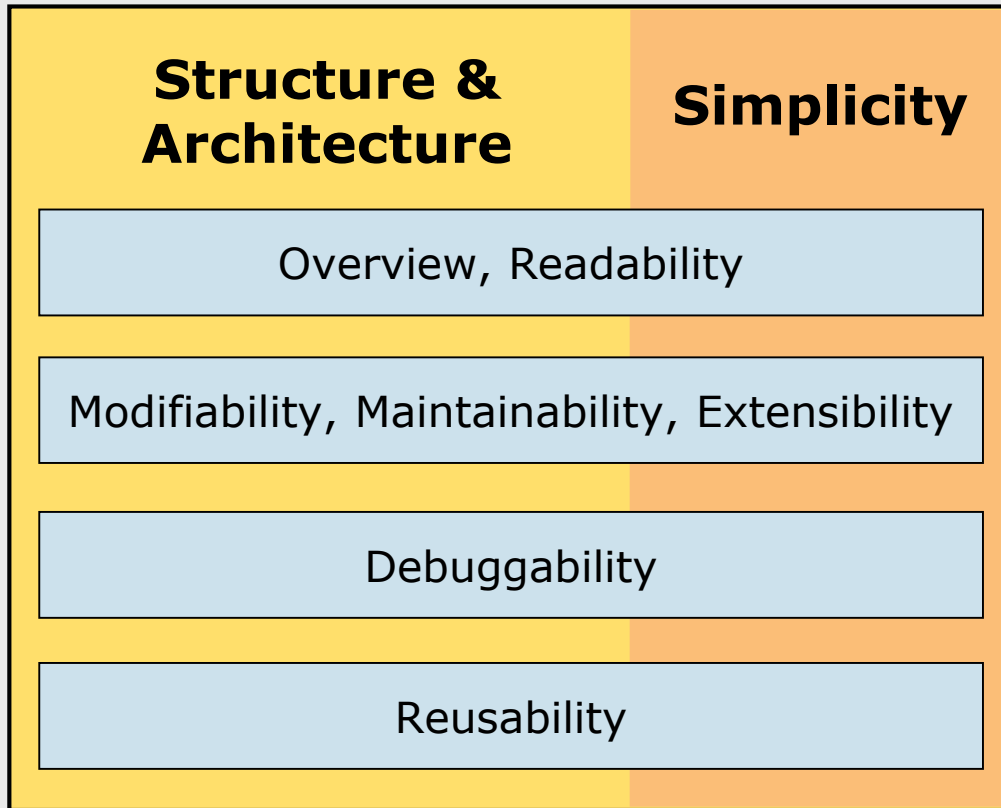 Structure &
Architecture
Simplicity
Overview, Readability
Modifiability, Maintainability, Extensibility
Debuggability
Reusability